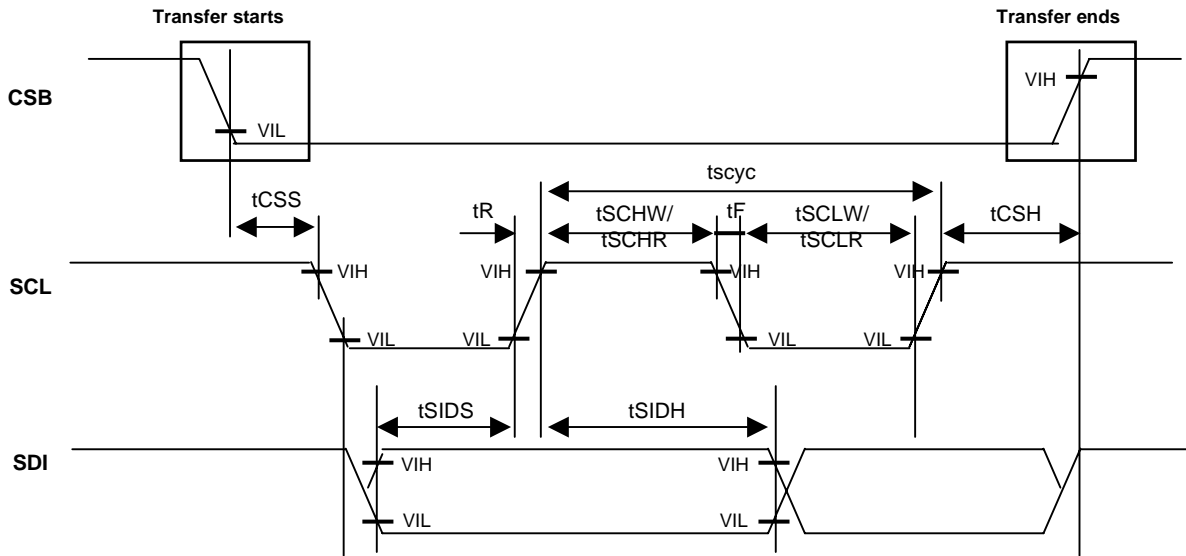 Transfer starts
Transfer ends
CSB
VIL
VIH
tCSS
tR
tscyc
tSCHW/
tSCHR
tF
tSCLW/
tSCLR
tCSH
SCL
VIH
VIH
VIH
VIH
VIL
VIL
VIL
VIL
tSIDS
tSIDH
SDI
VIH
VIH
VIL
VIL